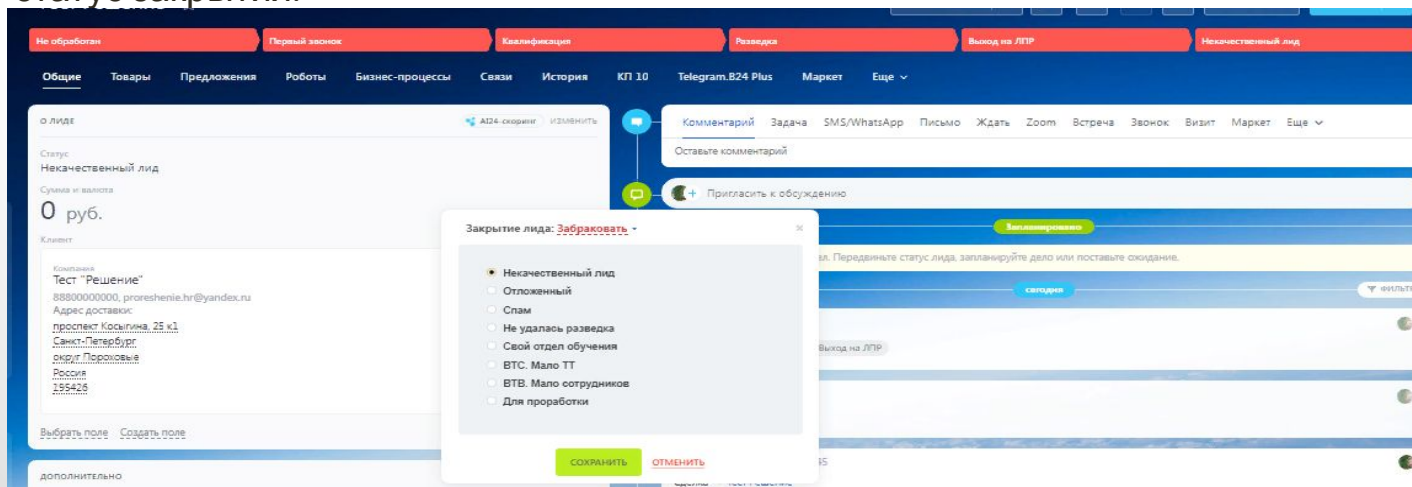 статус закрытия.
Не обработан
Первый звонок
Квалификация
Разведка
Выход на ЛПР
Некачественный лид
Общие Товары Предложения Роботы Бизнес-процессы Связи История КП 10 Telegram.B24 Plus Маркет Еще
О ЛИДЕ
AI24-скоринг ИЗМЕНИТЬ
Статус
Некачественный лид
Сумма и валюта
0 руб.
Клиент
Компания
Тест "Решение"
88800000000, proreshenie.hr@yandex.ru
Адрес доставки:
проспект Косыгина, 25 к1
Санкт-Петербург
округ Пороховые
Россия
195426
Выбрать поле Создать поле
ДОПОЛНИТЕЛЬНО
Комментарий Задача SMS/WhatsApp Письмо Ждать Zoom Встреча Звонок Визит Маркет Еще
Оставьте комментарий
Пригласить к обсуждению
Запланировано
Передвиньте статус лида, запланируйте дело или поставьте ожидание.
сегодня
Выход на ЛПР
Закрытие лида: Забраковать
Некачественный лид
Отложенный
Спам
Не удалась разведка
Свой отдел обучения
ВТС. Мало ТТ
BTB. Мало сотрудников
Для проработки
СОХРАНИТЬ ОТМЕНИТЬ